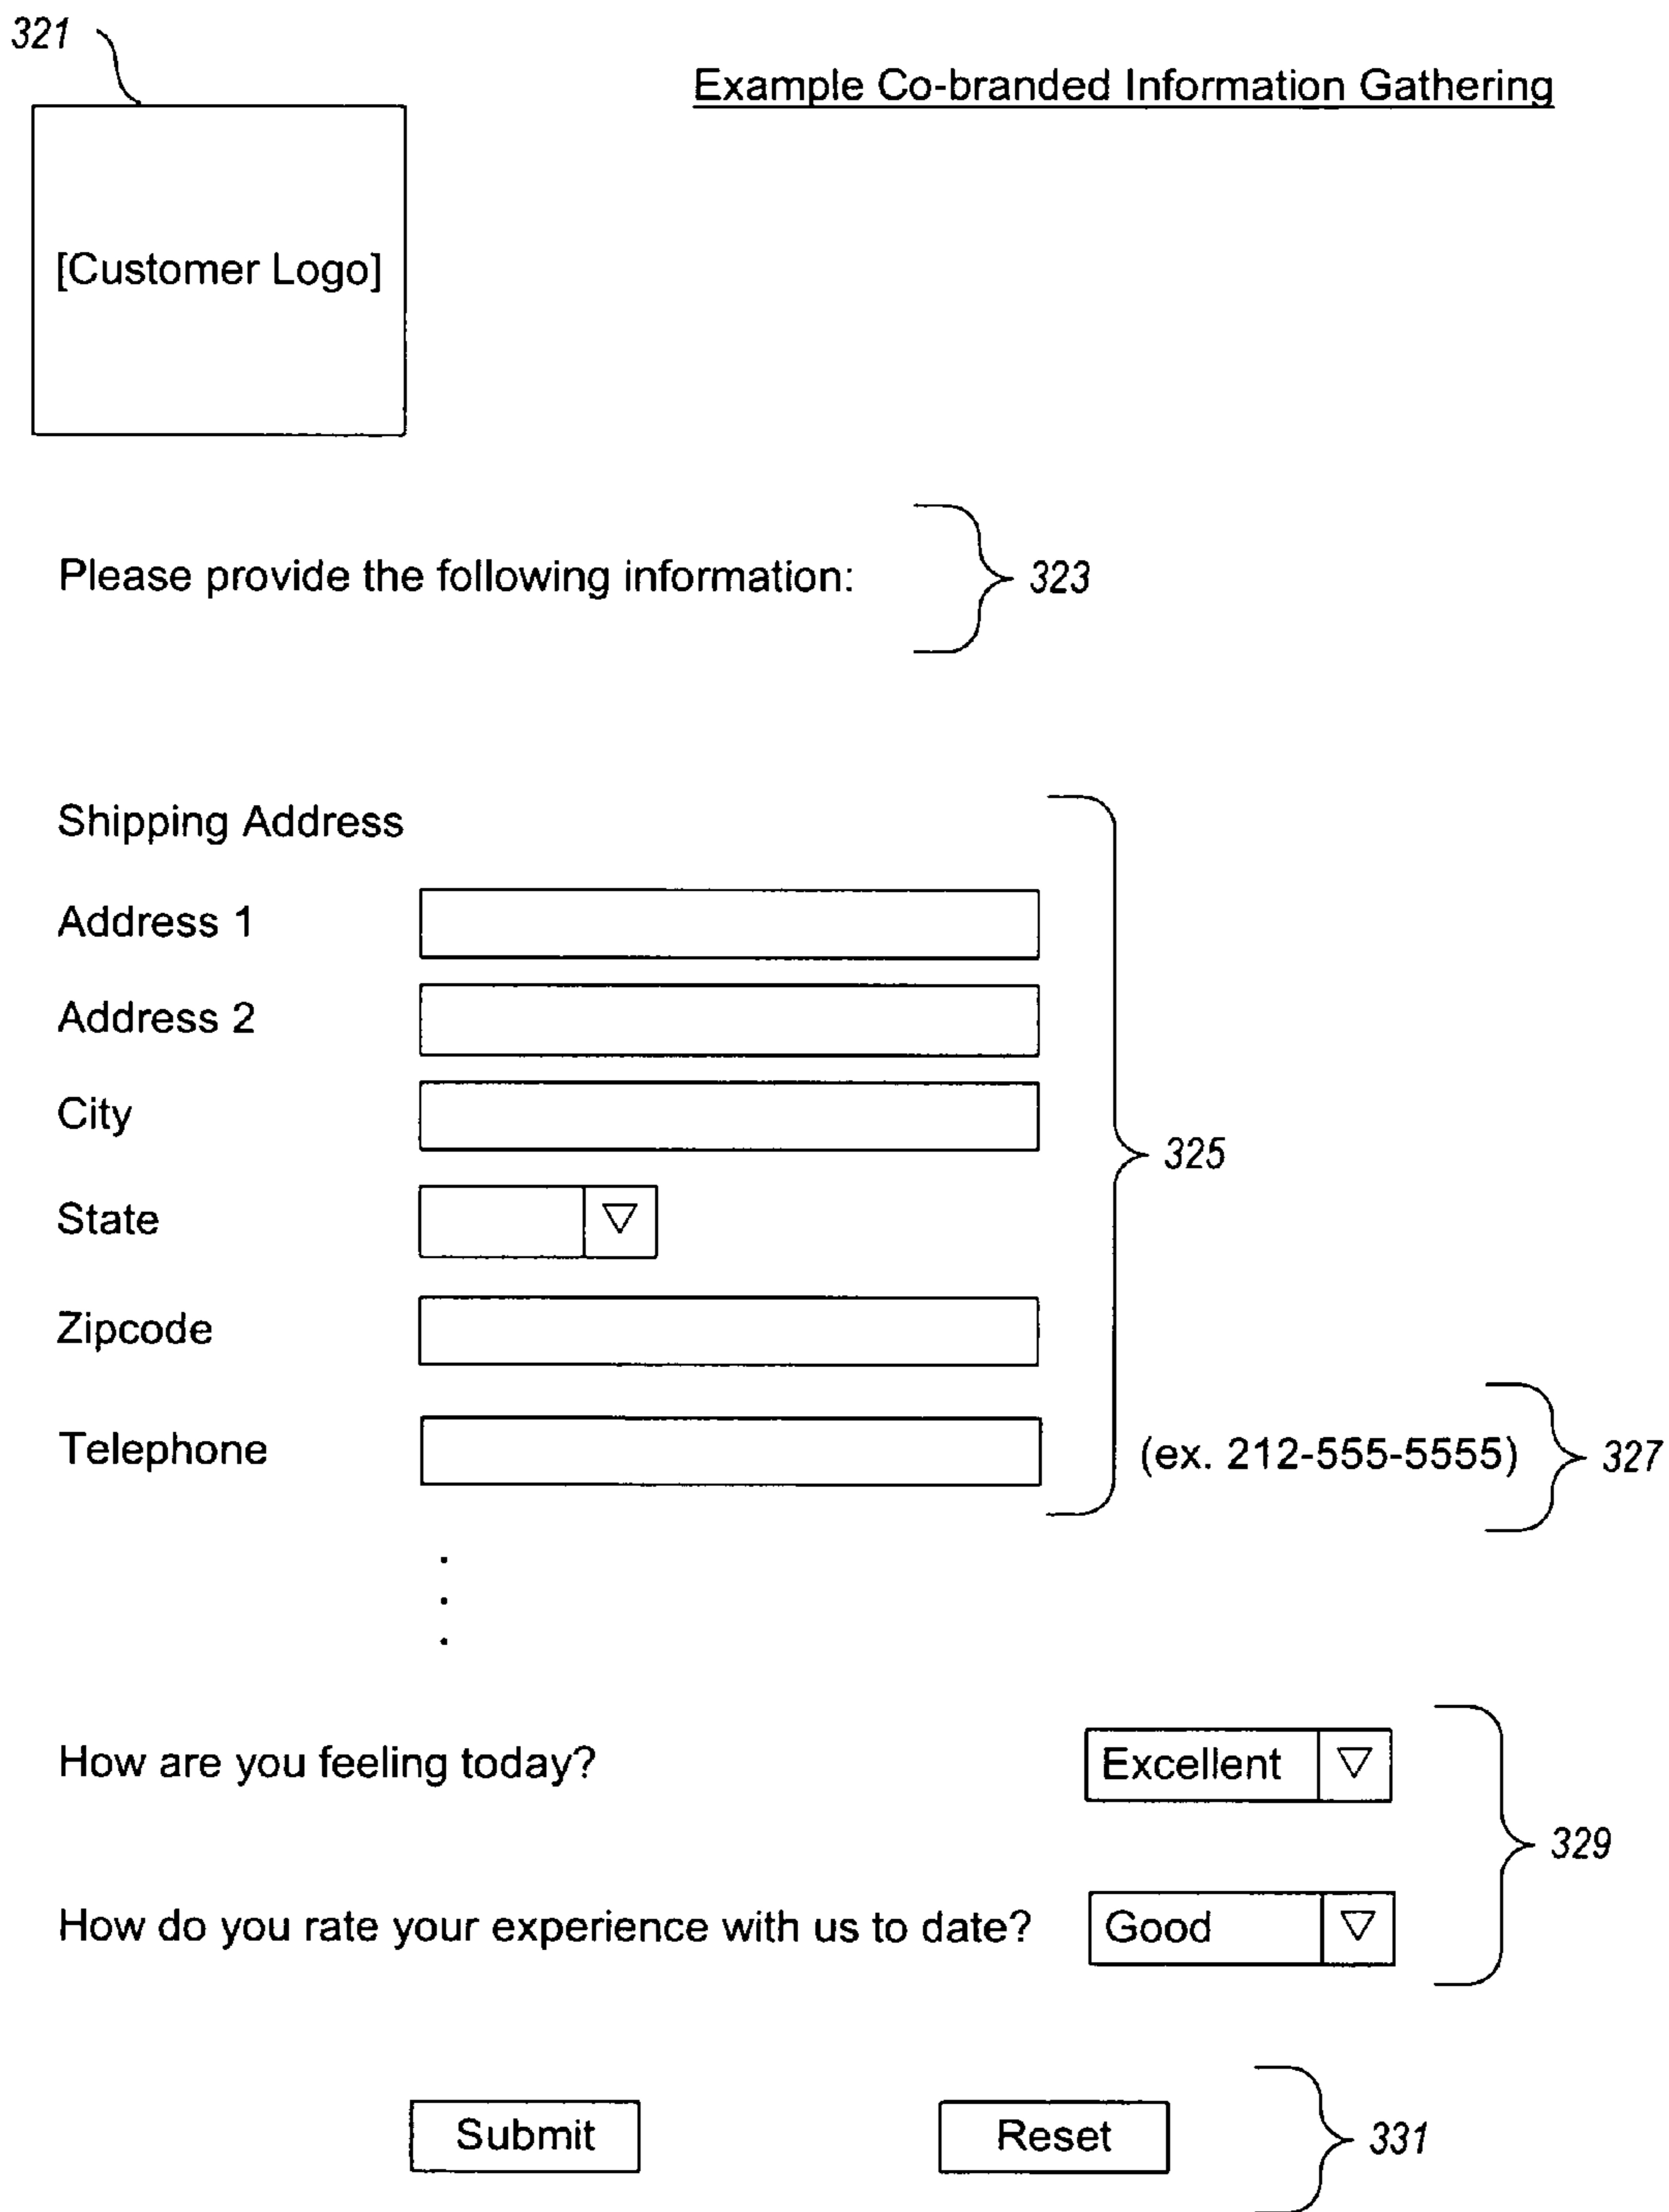 321
Example Co-branded Information Gathering
[Customer Logo]
Please provide the following information:
323
Shipping Address
Address 1
Address 2
City
325
State
Zipcode
Telephone
(ex. 212-555-5555)
327
How are you feeling today?
Excellent
329
How do you rate your experience with us to date?
Good
Submit
Reset
331